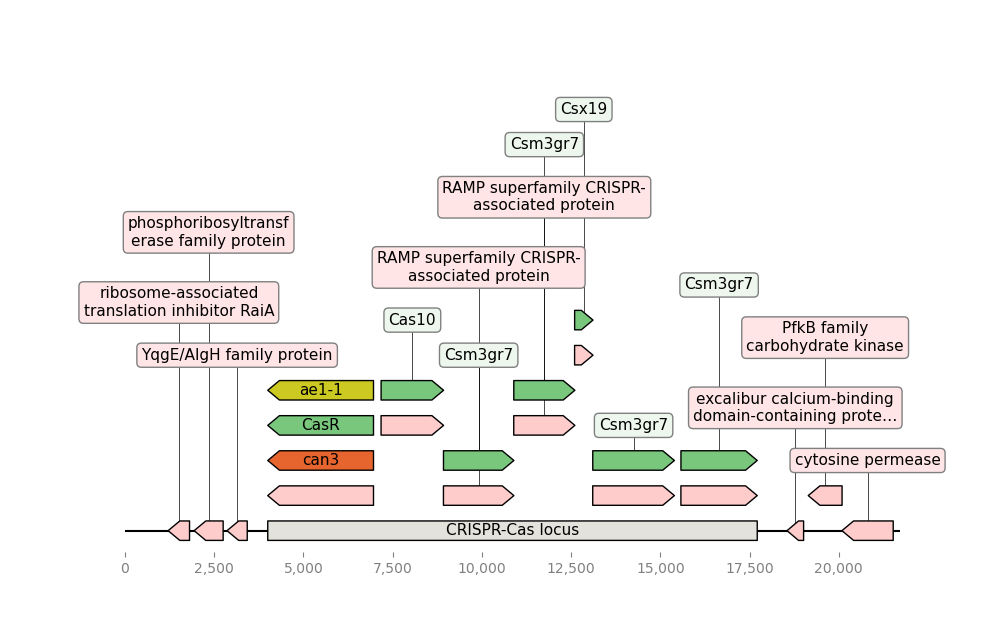 Csx19
Csm3gr7
RAMP superfamily CRISPR-
associated protein
phosphoribosyltransf
erase family protein
RAMP superfamily CRISPR-
associated protein
Csm3gr7
ribosome-associated
translation inhibitor RaiA
Cas10
PfkB family
carbohydrate kinase
YqgE/AlgH family protein
Csm3gr7
ae1-1
excalibur calcium-binding
domain-containing prote...
CasR
Csm3gr7
can3
cytosine permease
CRISPR-Cas locus
0
2,500
5,000
7,500
10,000
12,500
15,000
17,500
20,000